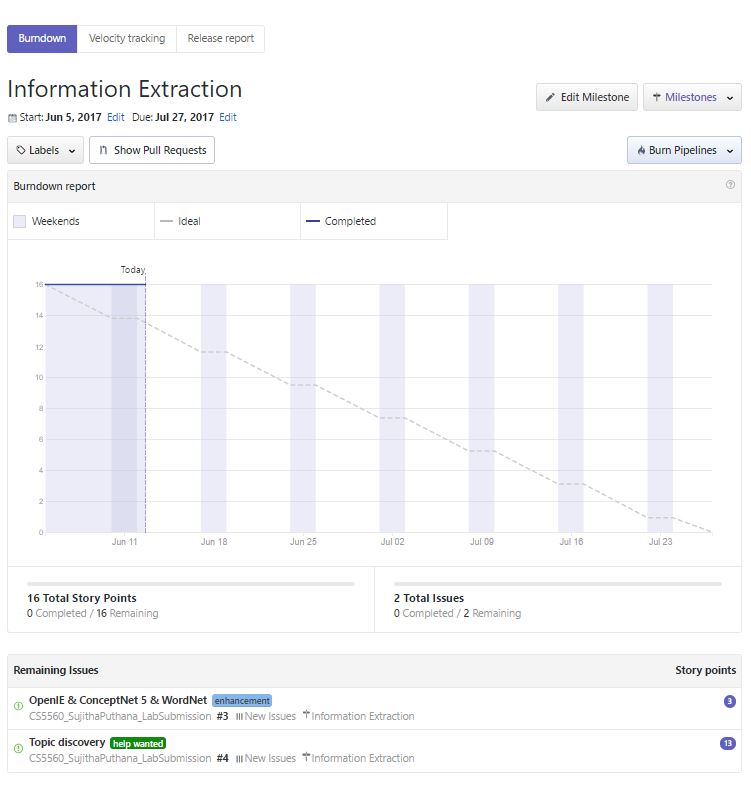 Burndown Velocity tracking Release report
Information Extraction
Edit Milestone Milestones
Start: Jun 5, 2017 Edit Due: Jul 27, 2017 Edit
Labels Show Pull Requests Burn Pipelines
Burndown report
Weekends Ideal Completed
Today
16
14
12
10
8
6
4
2
0
Jun 11 Jun 18 Jun 25 Jul 02 Jul 09 Jul 16 Jul 23
16 Total Story Points 2 Total Issues
0 Completed / 16 Remaining 0 Completed / 2 Remaining
Remaining Issues Story points
OpenIE & ConceptNet 5 & WordNet enhancement 3
CS5560_SujithaPuthana_LabSubmission #3 New Issues Information Extraction
Topic discovery help wanted 13
CS5560_SujithaPuthana_LabSubmission #4 New Issues Information Extraction